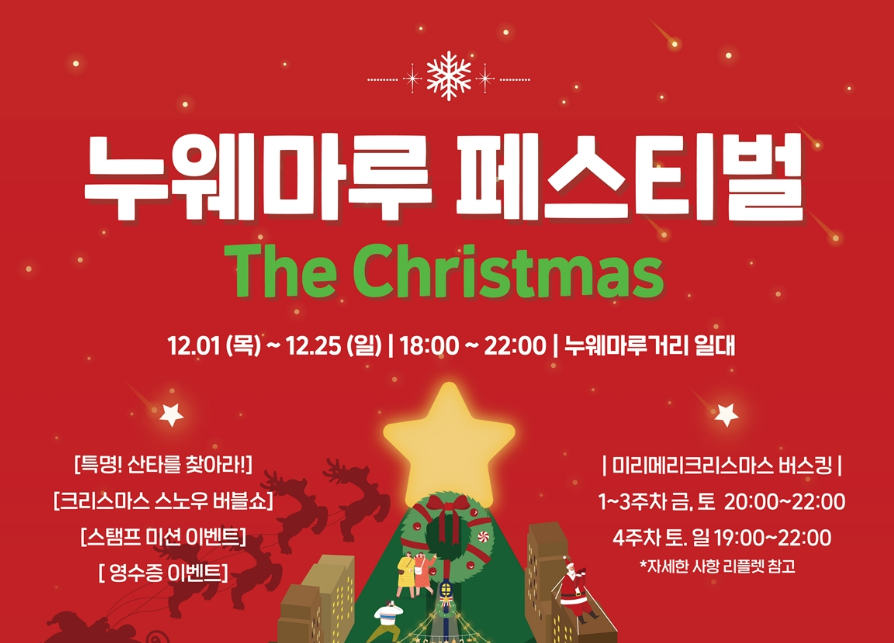 누웨마루 페스티벌
The Christmas
12.01 (목) ~ 12.25 (일) | 18:00 ~ 22:00 | 누웨마루거리 일대
[특명! 산타를 찾아라!]
[크리스마스 스노우 버블쇼]
[스탬프 미션 이벤트]
[ 영수증 이벤트]
| 미리메리크리스마스 버스킹 |
1~3주차 금, 토 20:00~22:00
4주차 토. 일 19:00~22:00
*자세한 사항 리플렛 참고